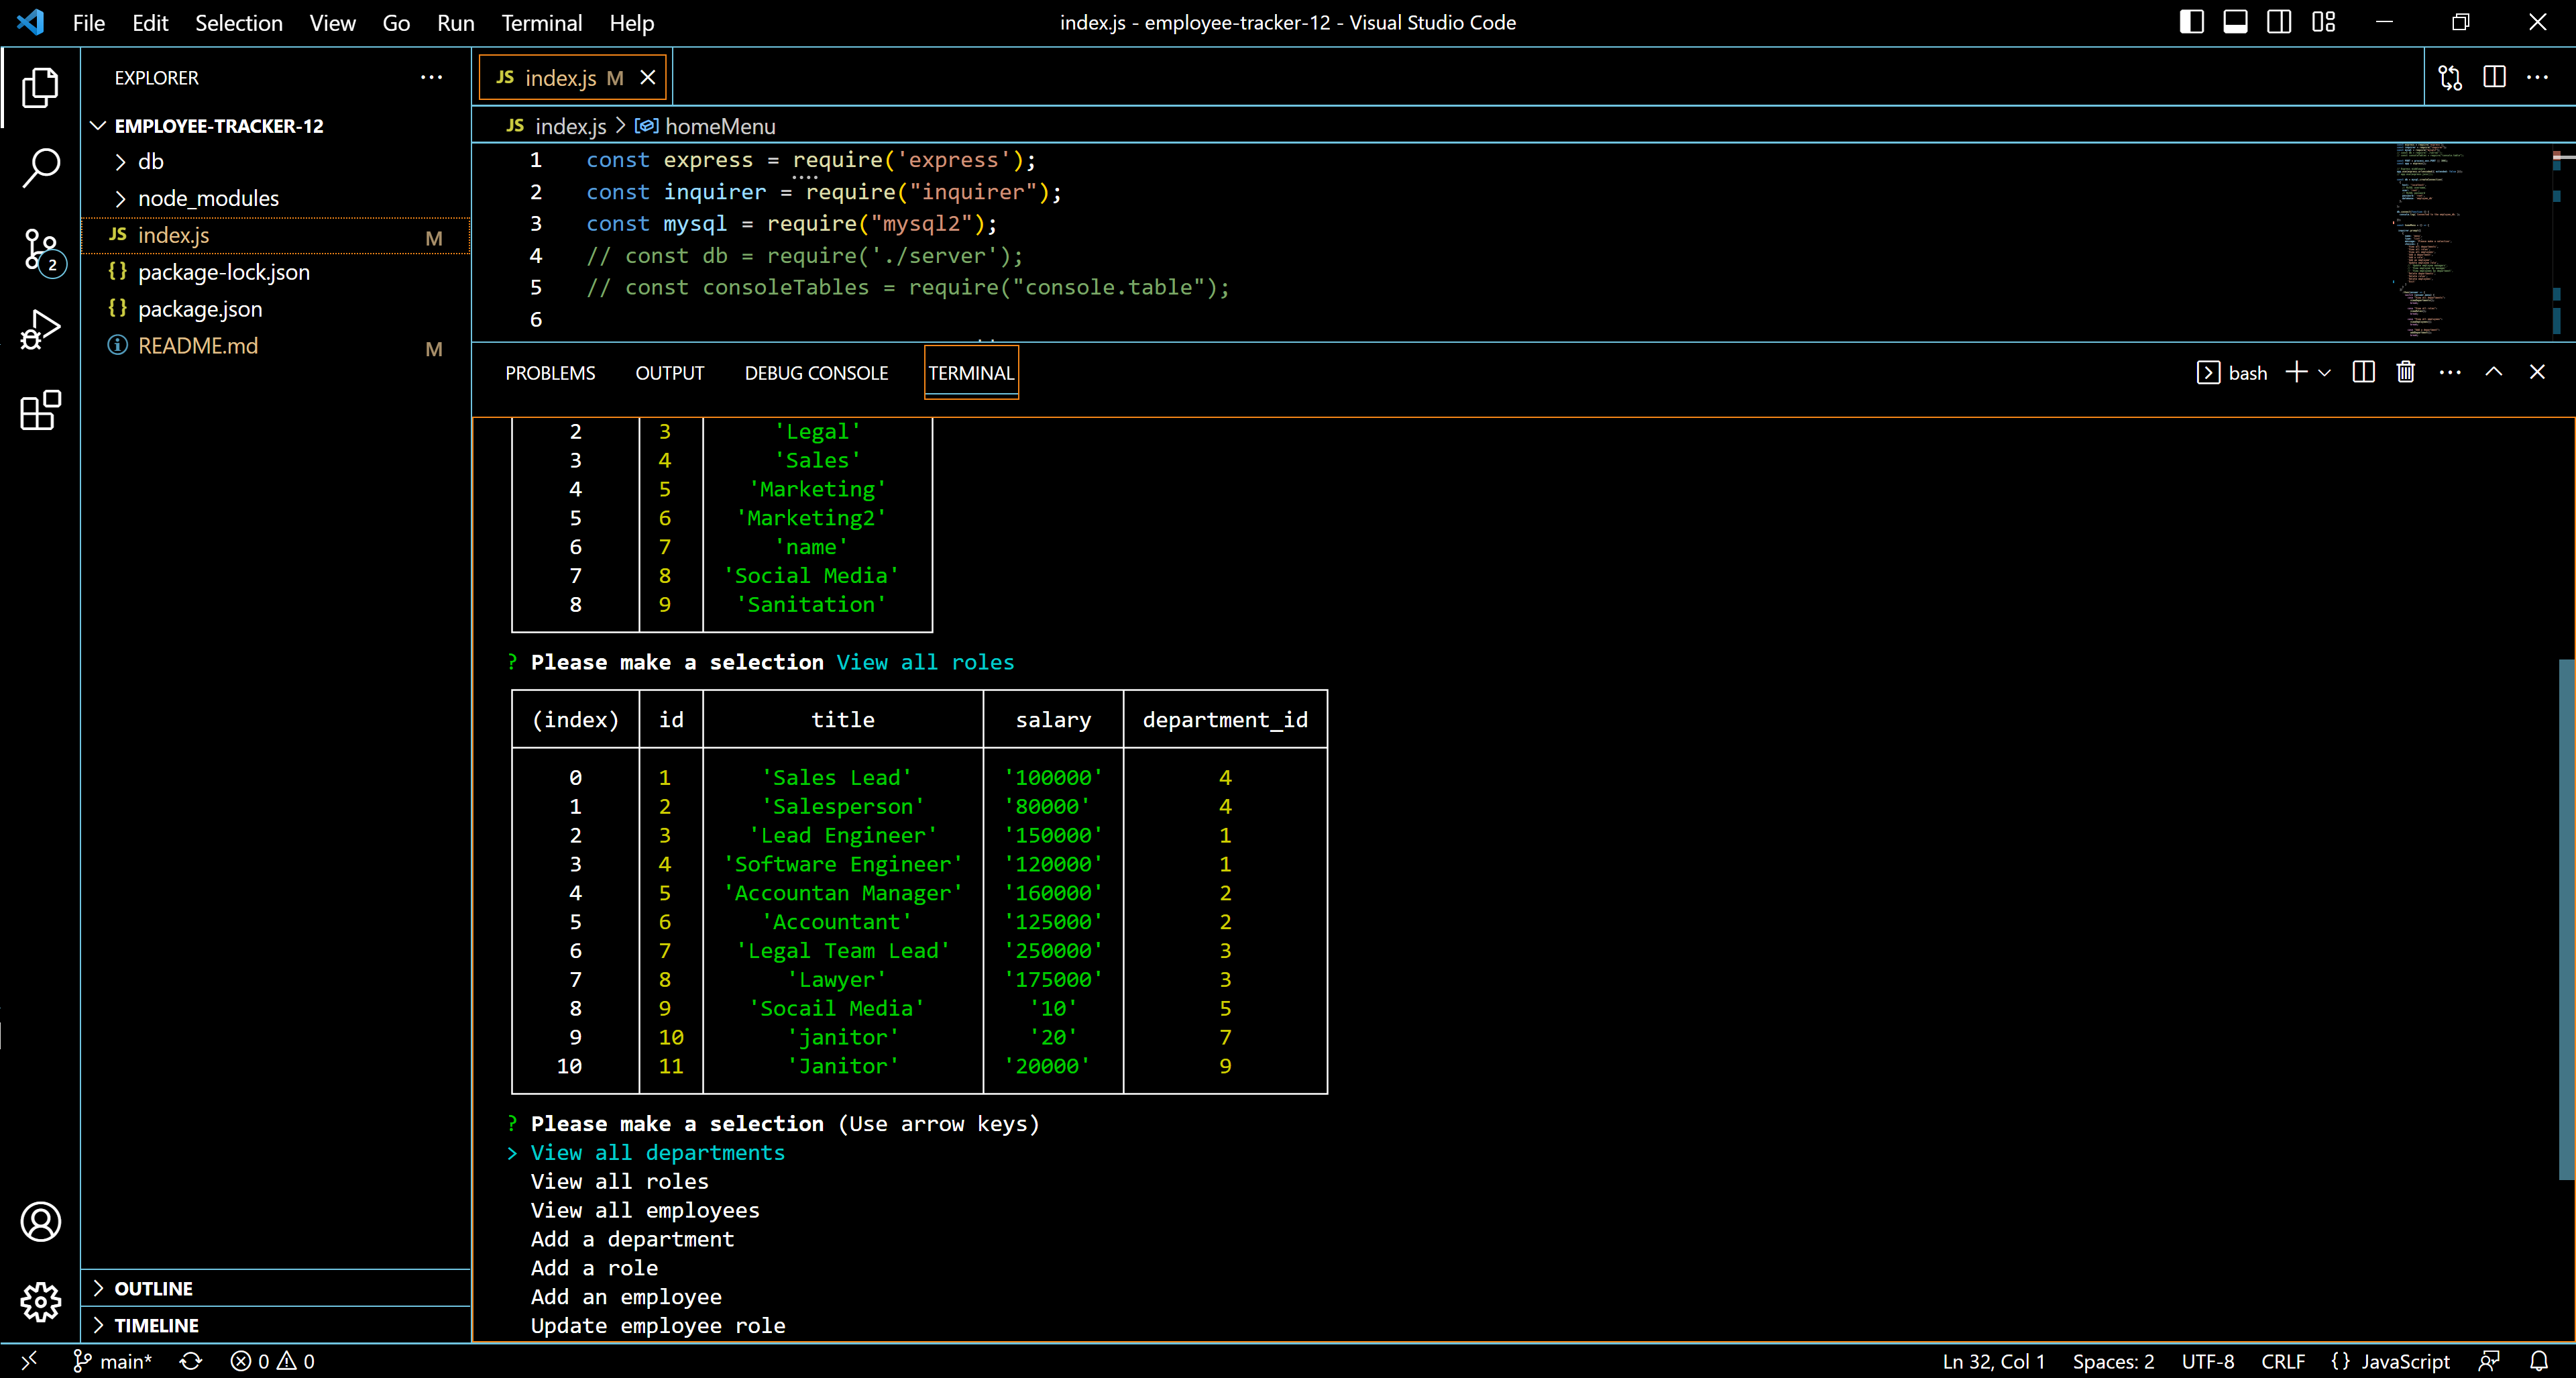 File Edit Selection View Go Run Terminal Help
index.js - employee-tracker-12 - Visual Studio Code
EXPLORER
EMPLOYEE-TRACKER-12
db
node_modules
JS index.js M
{} package-lock.json
{} package.json
README.md M
OUTLINE
TIMELINE
2
JS index.js M
JS index.js > homeMenu
1 const express = require('express');
2 const inquirer = require("inquirer");
3 const mysql = require("mysql2");
4 // const db = require('./server');
5 // const consoleTables = require("console.table");
6
PROBLEMS OUTPUT DEBUG CONSOLE TERMINAL
bash
2 3 'Legal'
3 4 'Sales'
4 5 'Marketing'
5 6 'Marketing2'
6 7 'name'
7 8 'Social Media'
8 9 'Sanitation'
? Please make a selection View all roles
(index) id title salary department_id
0 1 'Sales Lead' '100000' 4
1 2 'Salesperson' '80000' 4
2 3 'Lead Engineer' '150000' 1
3 4 'Software Engineer' '120000' 1
4 5 'Accountan Manager' '160000' 2
5 6 'Accountant' '125000' 2
6 7 'Legal Team Lead' '250000' 3
7 8 'Lawyer' '175000' 3
8 9 'Socail Media' '10' 5
9 10 'janitor' '20' 7
10 11 'Janitor' '20000' 9
? Please make a selection (Use arrow keys)
> View all departments
View all roles
View all employees
Add a department
Add a role
Add an employee
Update employee role
main* 0 0
Ln 32, Col 1 Spaces: 2 UTF-8 CRLF {} JavaScript